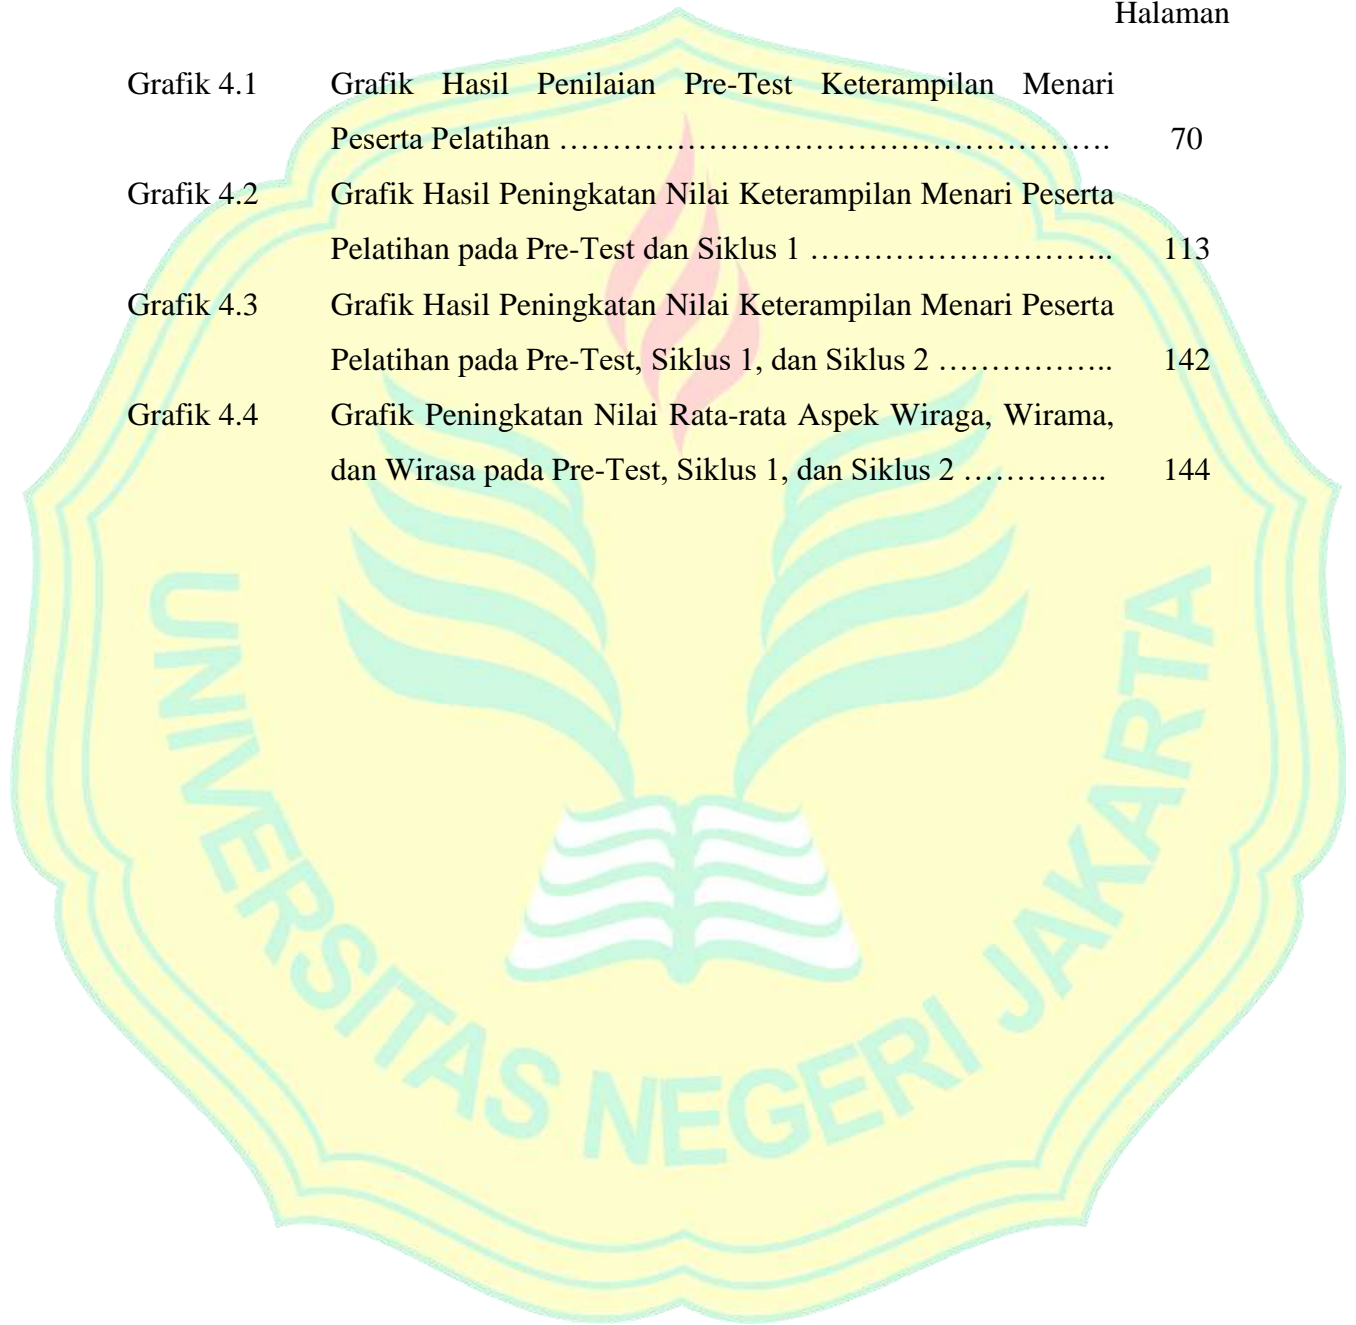 Halaman
Grafik 4.1 Grafik Hasil Penilaian Pre-Test Keterampilan Menari
Peserta Pelatihan ……………………………………………. 70
Grafik 4.2 Grafik Hasil Peningkatan Nilai Keterampilan Menari Peserta
Pelatihan pada Pre-Test dan Siklus 1 ……………………….. 113
Grafik 4.3 Grafik Hasil Peningkatan Nilai Keterampilan Menari Peserta
Pelatihan pada Pre-Test, Siklus 1, dan Siklus 2 …………….. 142
Grafik 4.4 Grafik Peningkatan Nilai Rata-rata Aspek Wiraga, Wirama,
dan Wirasa pada Pre-Test, Siklus 1, dan Siklus 2 ………….. 144
UNIVERSITAS NEGERI JAKARTA